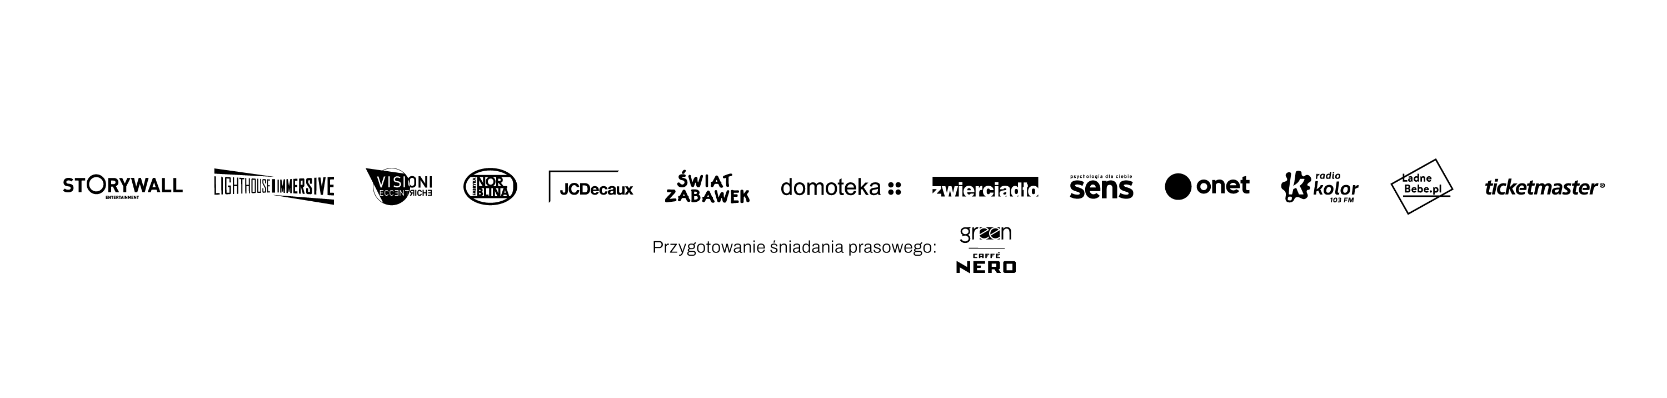 STORYWALL
ENTERTAINMENT
LIGHTHOUSE IMMERSIVE
VISIONI
ECCENTRICHE
NOR
BLINA
JCDecaux
ŚWIAT
ZABAWEK
domoteka
zwierciadło
psychologia dla ciebie
sens
onet
radio
kolor
103 FM
Ładne
Bebe.pl
ticketmaster®
Przygotowanie śniadania prasowego:
green
CAFFÈ
NERO